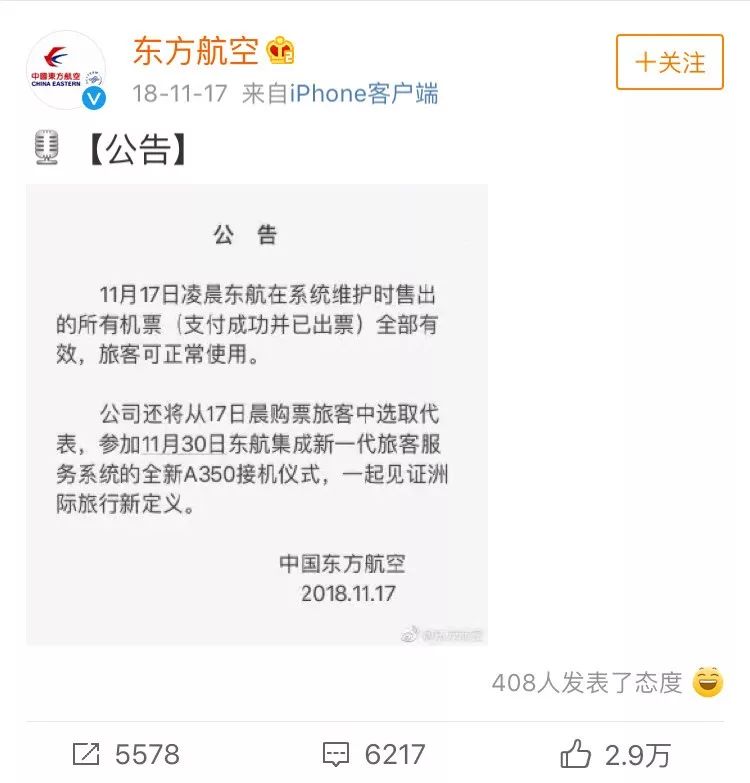 东方航空
18-11-17 来自iPhone客户端
十关注
中國東方航空
CHINA EASTERN
【公告】
公 告
11月17日凌晨东航在系统维护时售出
的所有机票（支付成功并已出票）全部有
效，旅客可正常使用。
公司还将从17日晨购票旅客中选取代
表，参加11月30日东航集成新一代旅客服
务系统的全新A350接机仪式，一起见证洲
际旅行新定义。
中国东方航空
2018.11.17
408人发表了态度
5578
6217
2.9万